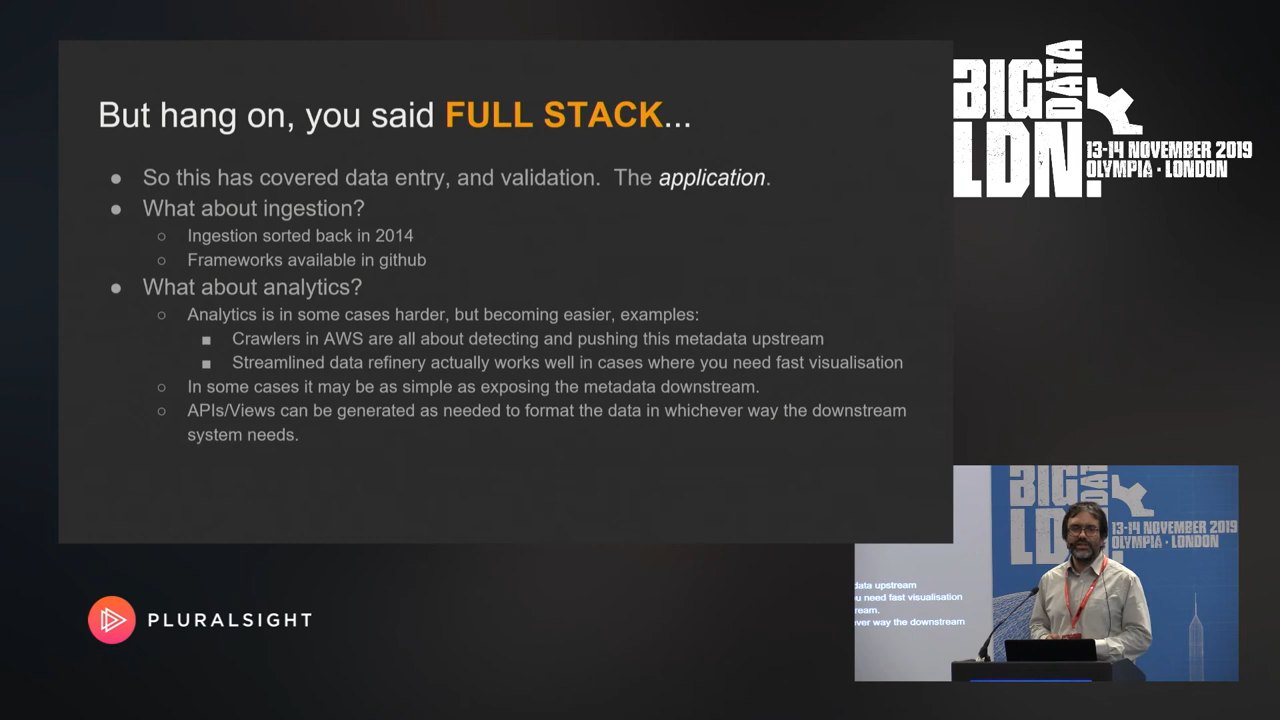 But hang on, you said FULL STACK...
● So this has covered data entry, and validation. The application.
● What about ingestion?
○ Ingestion sorted back in 2014
○ Frameworks available in github
● What about analytics?
○ Analytics is in some cases harder, but becoming easier, examples:
■ Crawlers in AWS are all about detecting and pushing this metadata upstream
■ Streamlined data refinery actually works well in cases where you need fast visualisation
○ In some cases it may be as simple as exposing the metadata downstream.
○ APIs/Views can be generated as needed to format the data in whichever way the downstream
system needs.
BIG DATA
LDN.
13-14 NOVEMBER 2019
OLYMPIA · LONDON
PLURALSIGHT
BIG DAT
LD
13-14 NOVEMBER 2019
OLYMPIA · LONDON
data upstream
u need fast visualisation
ream.
ver way the downstream